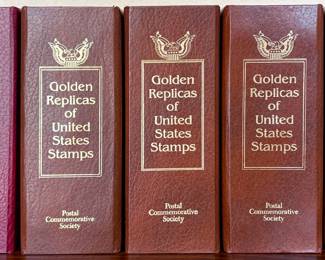 Golden
Replicas
of
United
States
Stamps
Postal
Commemorative
Society
Golden
Replicas
of
United
States
Stamps
Postal
Commemorative
Society
Golden
Replicas
of
United
States
Stamps
Postal
Commemorative
Society